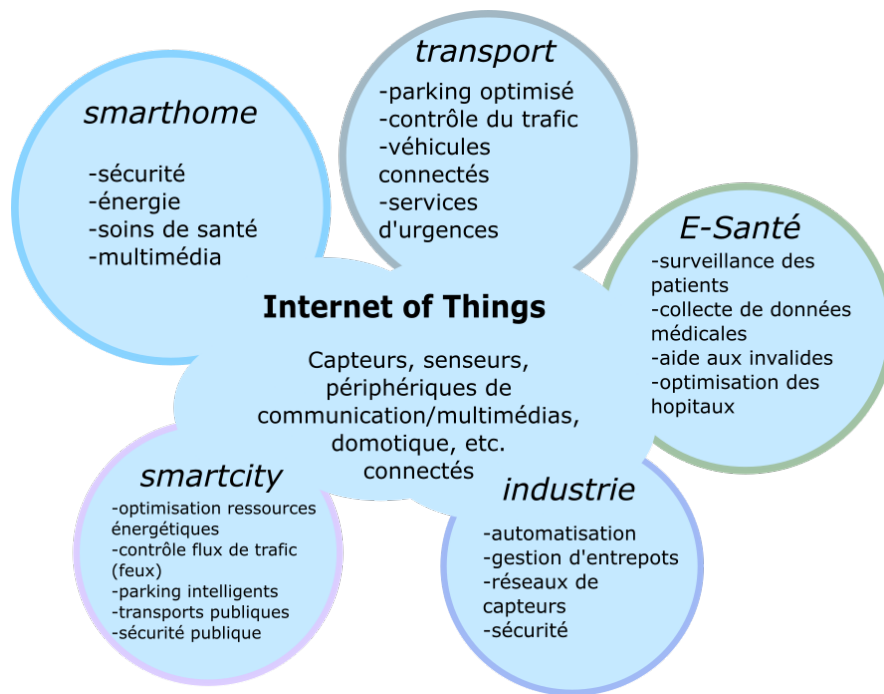 transport
-parking optimisé
-contrôle du trafic
-véhicules
connectés
-services
d'urgences
smarthome
-sécurité
-énergie
-soins de santé
-multimédia
E-Santé
-surveillance des
patients
-collecte de données
médicales
-aide aux invalides
-optimisation des
hopitaux
Internet of Things
Capteurs, senseurs,
périphériques de
communication/multimédias,
domotique, etc.
connectés
smartcity
-optimisation ressources
énergétiques
-contrôle flux de trafic
(feux)
-parking intelligents
-transports publiques
-sécurité publique
industrie
-automatisation
-gestion d'entrepots
-réseaux de
capteurs
-sécurité